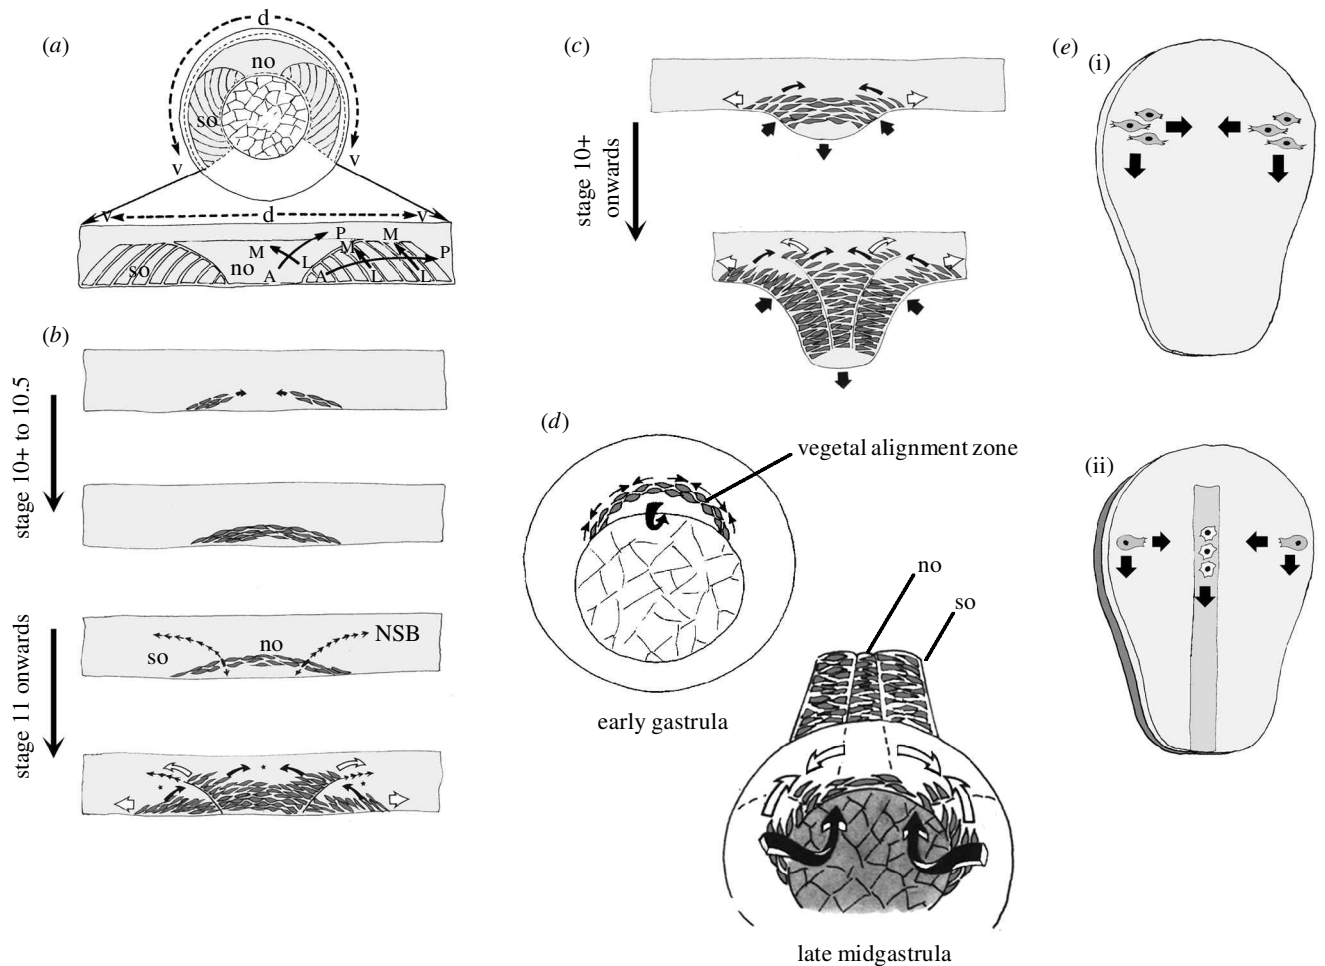 (a)
d
no
so
v
v
v
d
v
M
P
M
M
P
so
no
L
A
A
L
L
(b)
stage 10+ to 10.5
stage 11 onwards
so
no
NSB
(c)
stage 10+
onwards
(d)
vegetal alignment zone
early gastrula
no
so
late midgastrula
(e)
(i)
(ii)